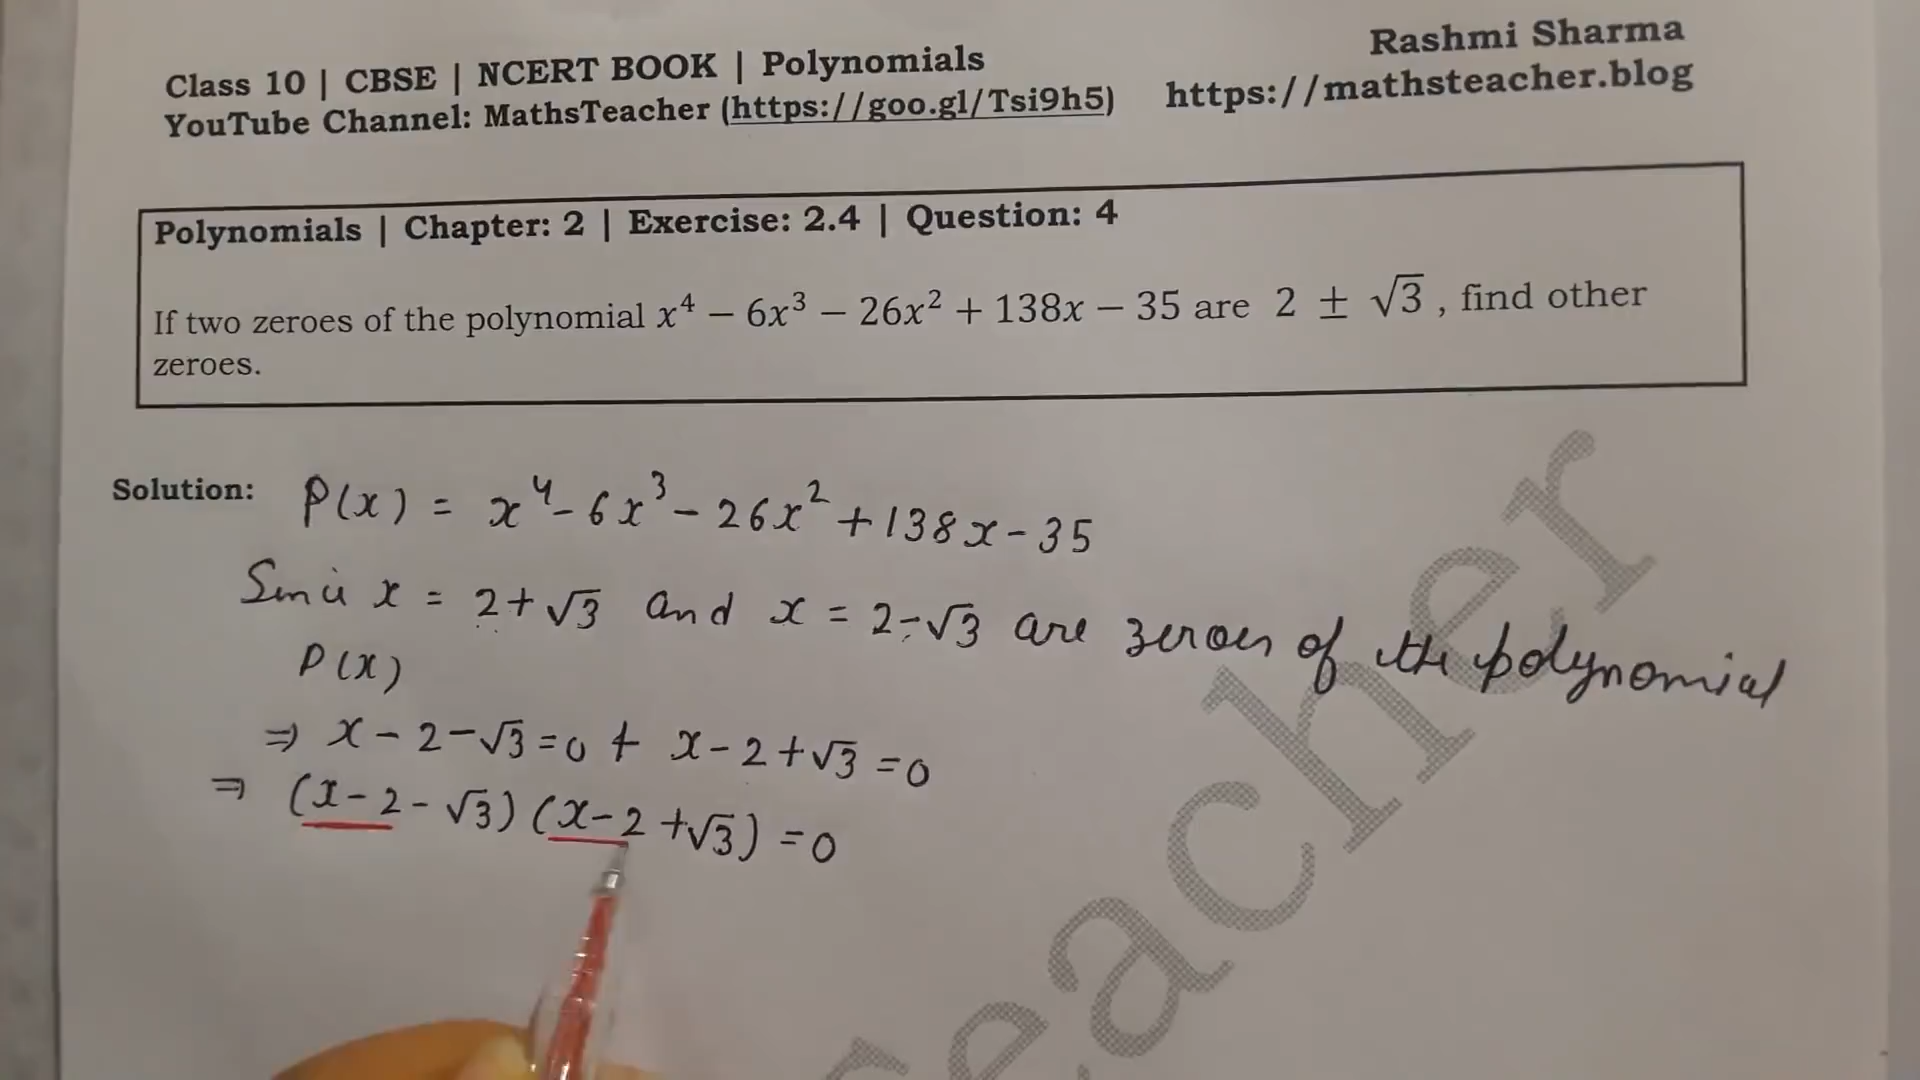 Class 10 | CBSE | NCERT BOOK | Polynomials
Rashmi Sharma
YouTube Channel: MathsTeacher (https://goo.gl/Tsi9h5)
https://mathsteacher.blog
Polynomials | Chapter: 2 | Exercise: 2.4 | Question: 4
If two zeroes of the polynomial x⁴ – 6x³ – 26x² + 138x – 35 are 2 ± √3 , find other
zeroes.
Solution: P(x) = x⁴ - 6x³ - 26x² + 138x - 35
Since x = 2+√3 and x = 2-√3 are zeroes of the polynomial
P(x)
⇒ x - 2 - √3 = 0 + x - 2 + √3 = 0
⇒ (x - 2 - √3) (x - 2 + √3) = 0
eacher